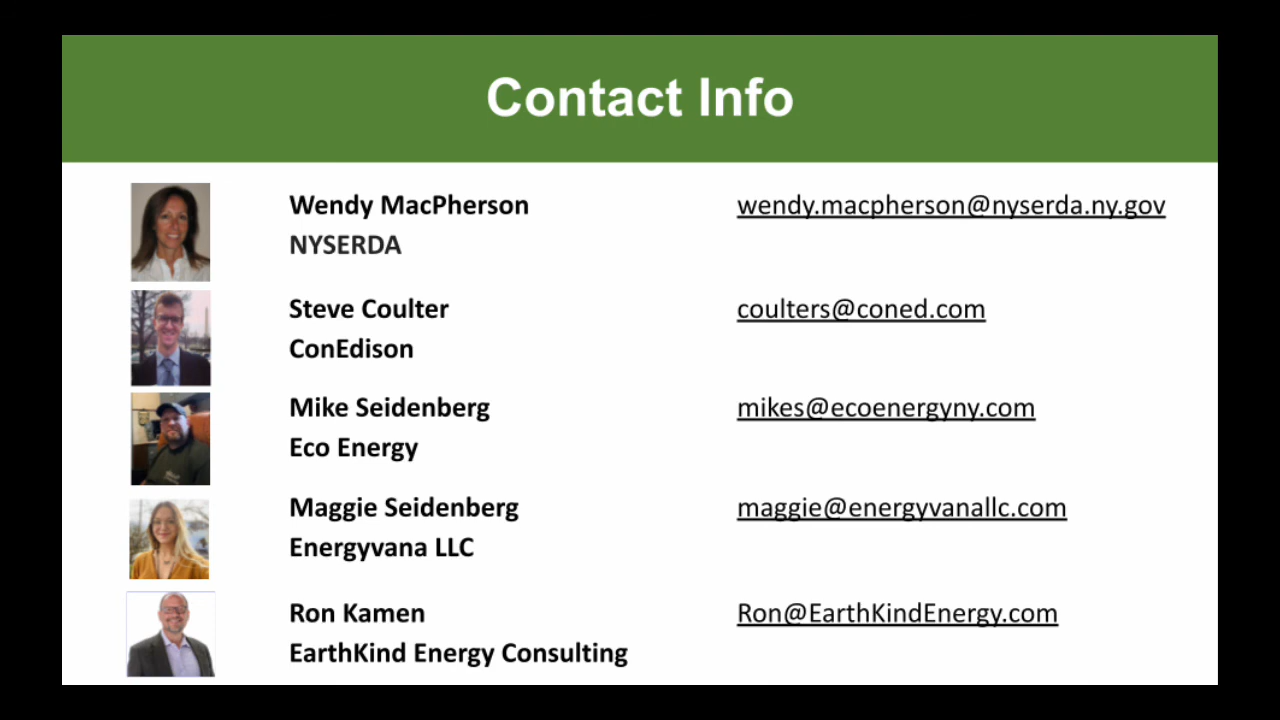 Contact Info
Wendy MacPherson wendy.macpherson@nyserda.ny.gov
NYSERDA
Steve Coulter coulters@coned.com
ConEdison
Mike Seidenberg mikes@ecoenergyny.com
Eco Energy
Maggie Seidenberg maggie@energyvanallc.com
Energyvana LLC
Ron Kamen Ron@EarthKindEnergy.com
EarthKind Energy Consulting